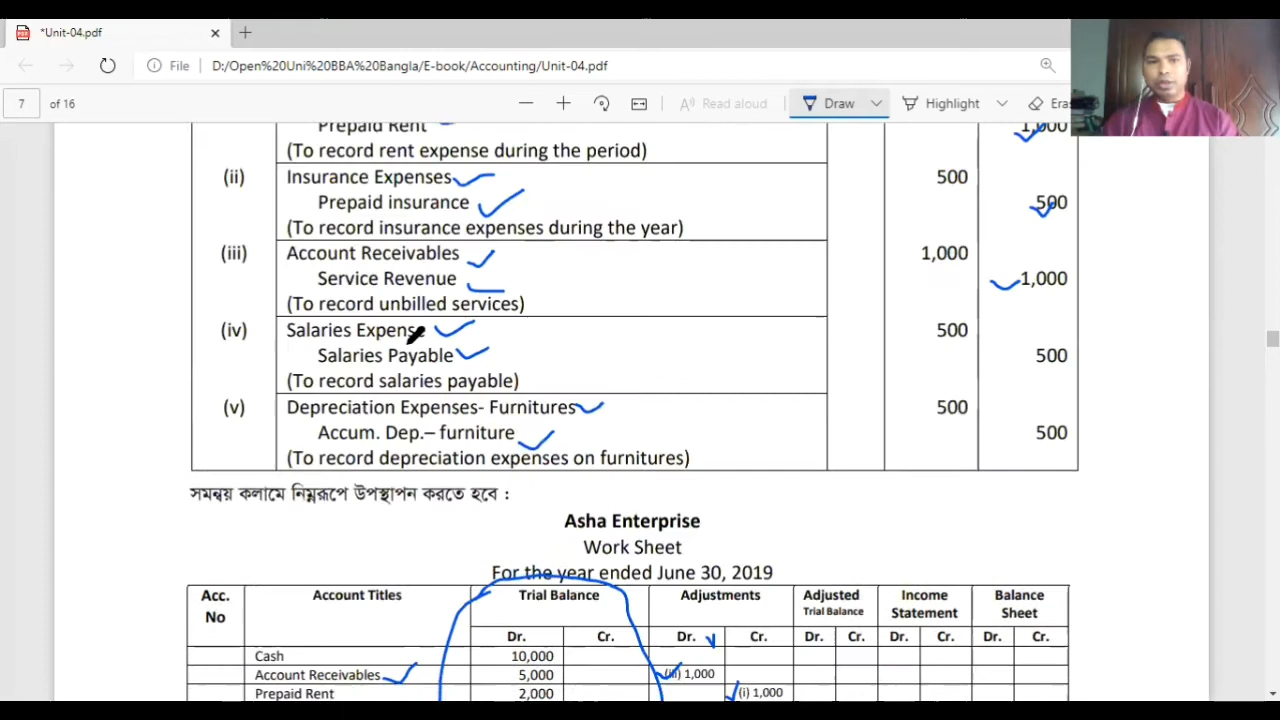 *Unit-04.pdf
File D:/Open%20Uni%20BBA%20Bangla/E-book/Accounting/Unit-04.pdf
7 of 16 Read aloud Draw Highlight
Prepaid Rent 1,000
(To record rent expense during the period)
(ii) Insurance Expenses 500
Prepaid insurance 500
(To record insurance expenses during the year)
(iii) Account Receivables 1,000
Service Revenue 1,000
(To record unbilled services)
(iv) Salaries Expense 500
Salaries Payable 500
(To record salaries payable)
(v) Depreciation Expenses- Furnitures 500
Accum. Dep.– furniture 500
(To record depreciation expenses on furnitures)
সমন্বয় কলামে নিম্নরূপে উপস্থাপন করতে হবে :
Asha Enterprise
Work Sheet
For the year ended June 30, 2019
Acc. No Account Titles Trial Balance Adjustments Adjusted Trial Balance Income Statement Balance Sheet
Dr. Cr. Dr. Cr. Dr. Cr. Dr. Cr. Dr. Cr.
Cash 10,000
Account Receivables 5,000 (iii) 1,000
Prepaid Rent 2,000 (i) 1,000